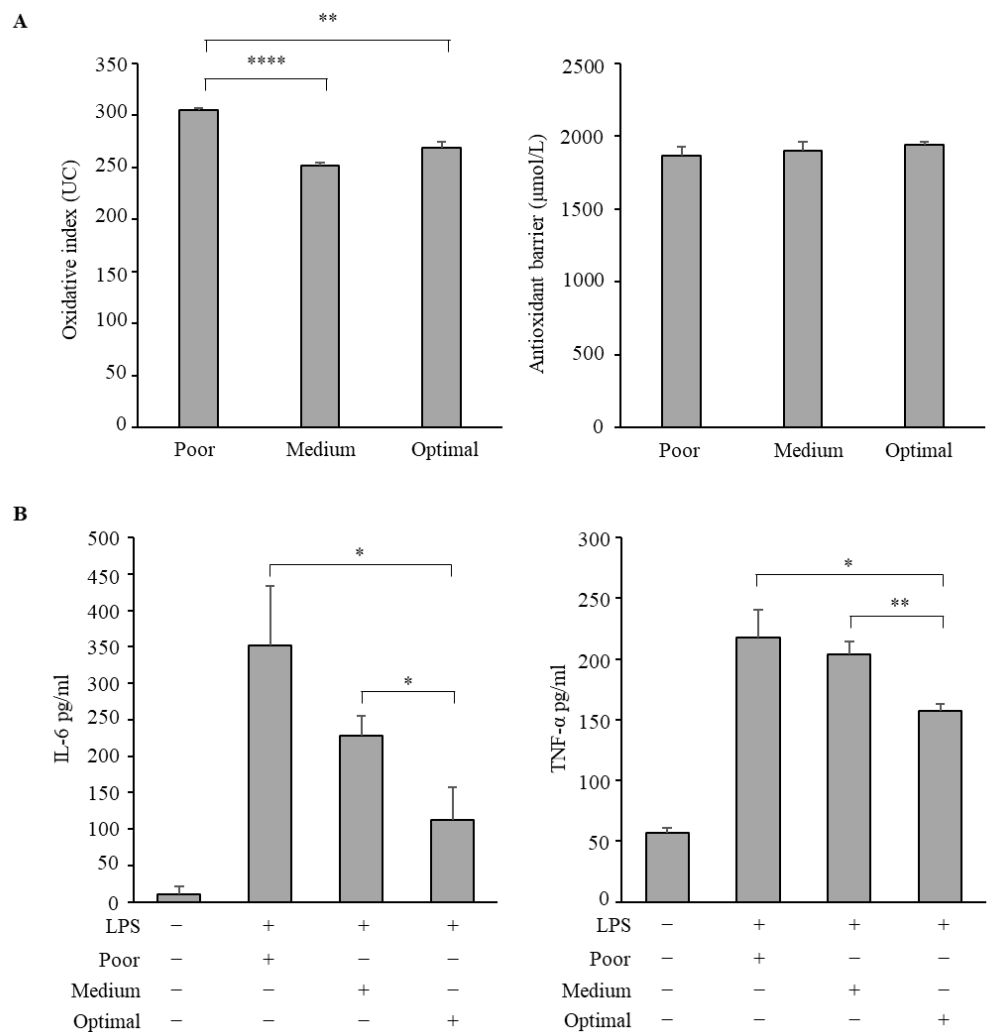 A
**
****
350
300
250
200
150
100
50
0
Oxidative index (UC)
Poor Medium Optimal
2500
2000
1500
1000
500
0
Antioxidant barrier (μmol/L)
Poor Medium Optimal
B
500
450
400
350
300
250
200
150
100
50
0
IL-6 pg/ml
*
*
LPS − + + +
Poor − + − −
Medium − − + −
Optimal − − − +
300
250
200
150
100
50
0
TNF-α pg/ml
*
**
LPS − + + +
Poor − + − −
Medium − − + −
Optimal − − − +